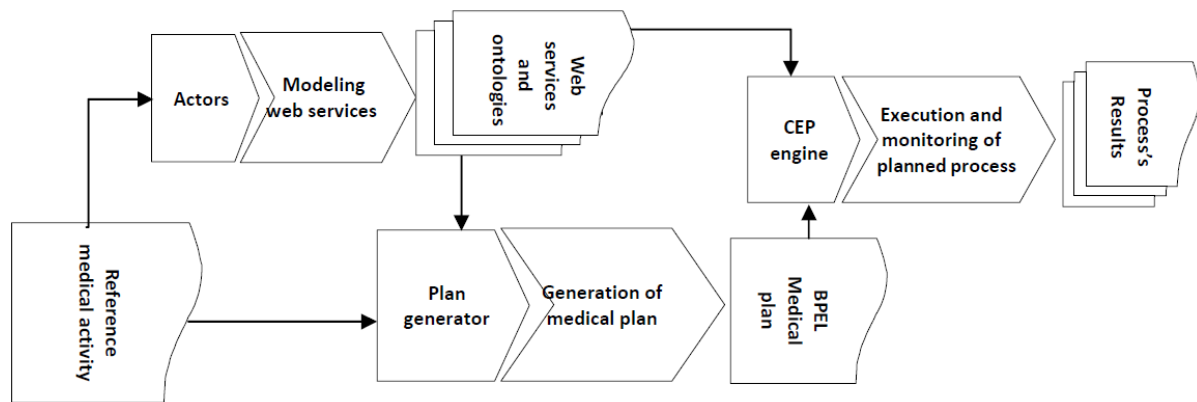 Actors
Modeling
web services
Web
services
and
ontologies
CEP
engine
Execution and
monitoring of
planned process
Process's
Results
Reference
medical activity
Plan
generator
Generation of
medical plan
BPEL
Medical
plan